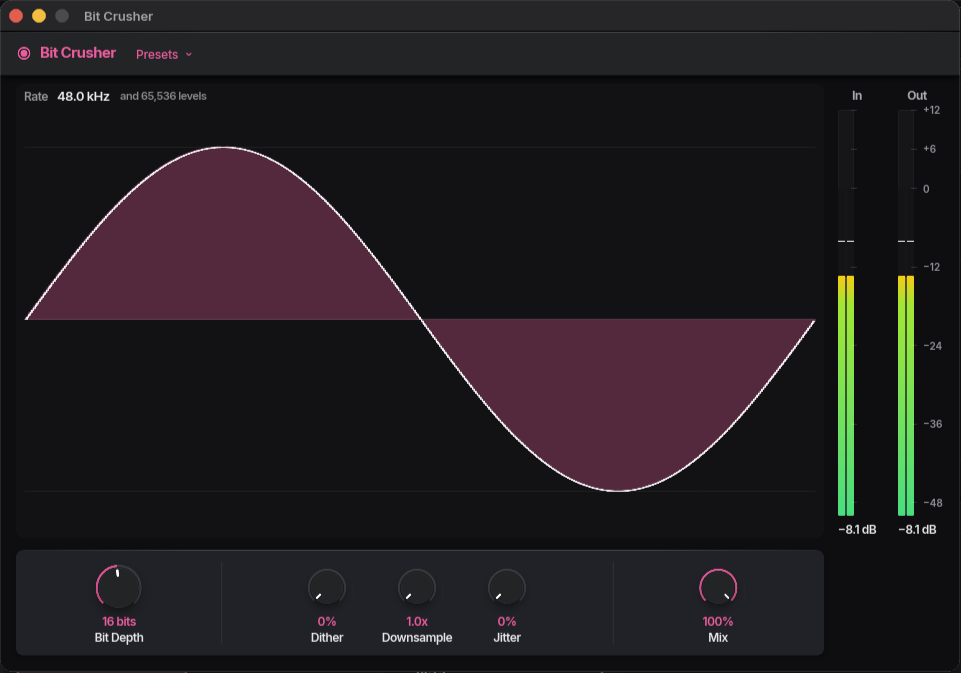 Bit Crusher
Bit Crusher Presets
Rate 48.0 kHz and 65,536 levels
In Out
+12
+6
0
−12
−24
−36
−48
−8.1 dB −8.1 dB
16 bits 0% 1.0x 0% 100%
Bit Depth Dither Downsample Jitter Mix